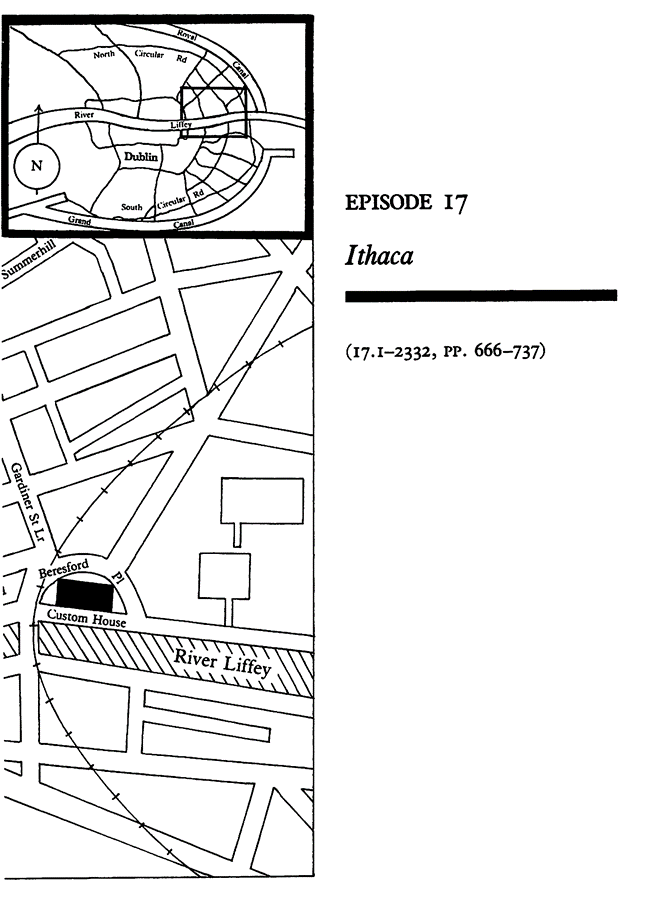 Royal
Canal
North Circular Rd
River
Liffey
N
Dublin
South Circular Rd
Grand
Canal
Summerhill
Gardiner St Lr
Beresford Pl
Custom House
River Liffey
EPISODE 17
Ithaca
(17.1–2332, PP. 666–737)